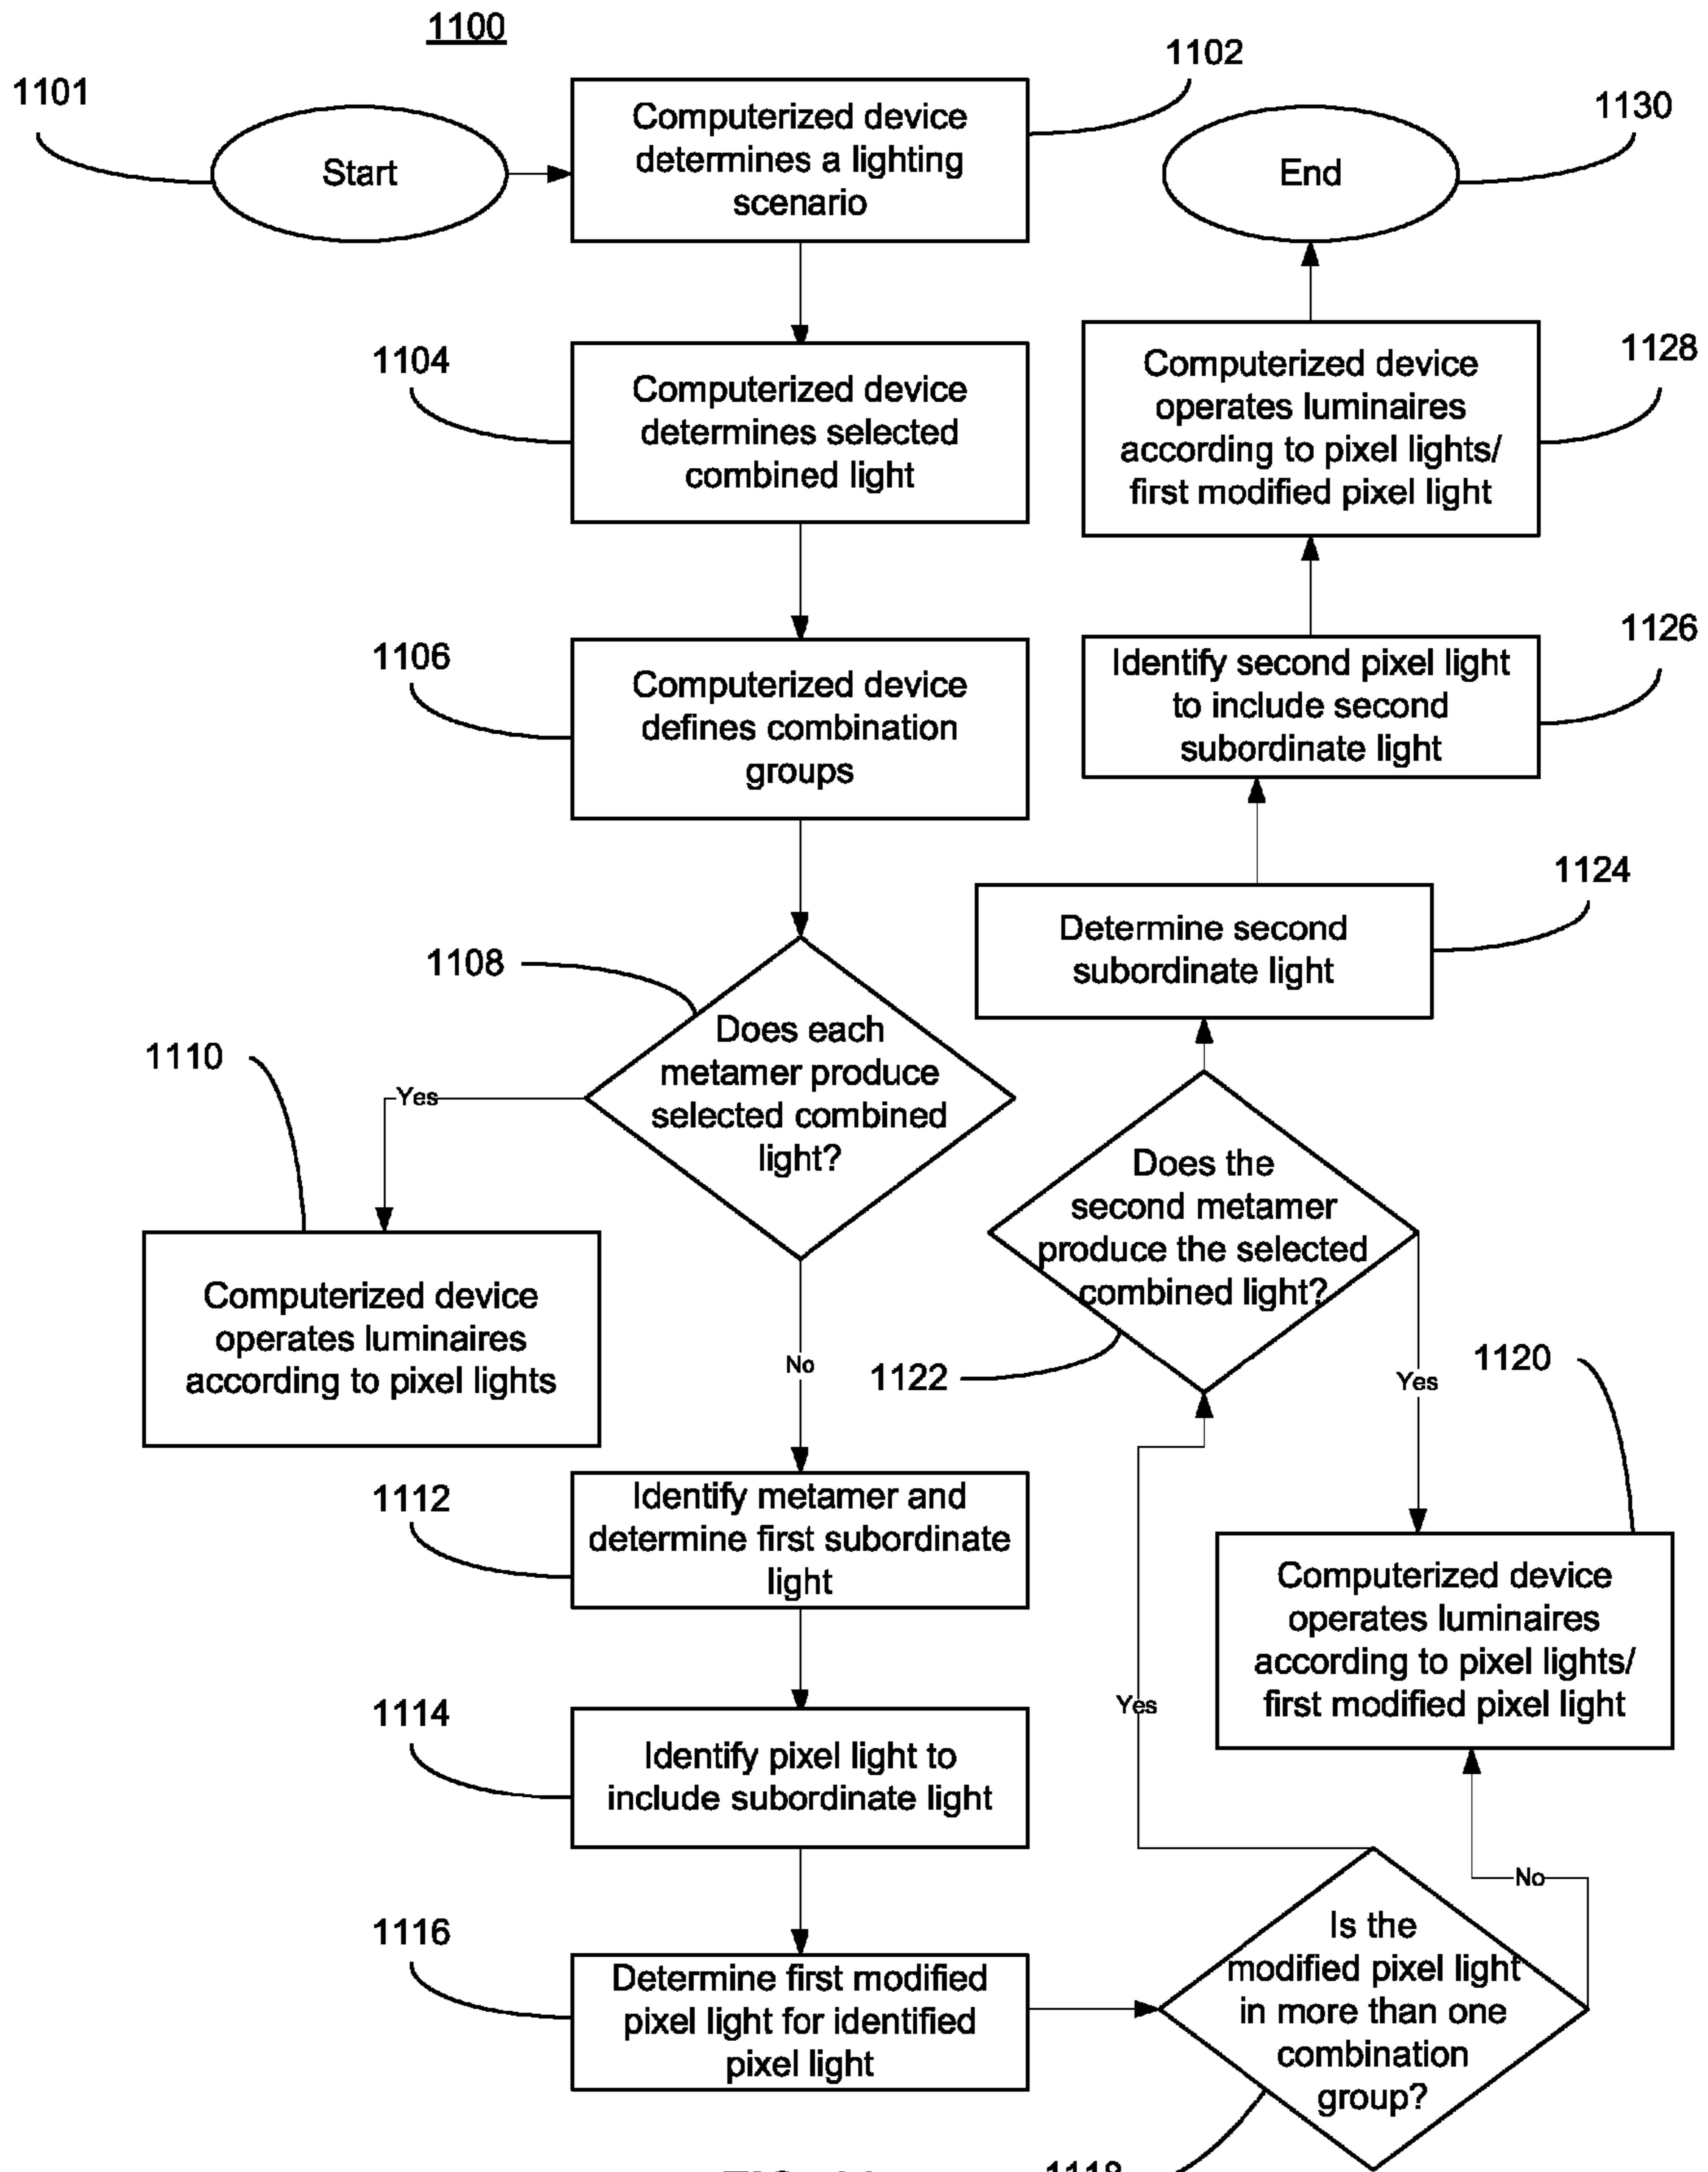 1100
1101
Start
1102
Computerized device
determines a lighting
scenario
End
1130
1104
Computerized device
determines selected
combined light
Computerized device
operates luminaires
according to pixel lights/
first modified pixel light
1128
1106
Computerized device
defines combination
groups
Identify second pixel light
to include second
subordinate light
1126
Determine second
subordinate light
1124
1108
Does each
metamer produce
selected combined
light?
Yes
1110
Computerized device
operates luminaires
according to pixel lights
No
Does the
second metamer
produce the selected
combined light?
1122
Yes
1120
Computerized device
operates luminaires
according to pixel lights/
first modified pixel light
1112
Identify metamer and
determine first subordinate
light
1114
Identify pixel light to
include subordinate light
Yes
No
1116
Determine first modified
pixel light for identified
pixel light
Is the
modified pixel light
in more than one
combination
group?
1118